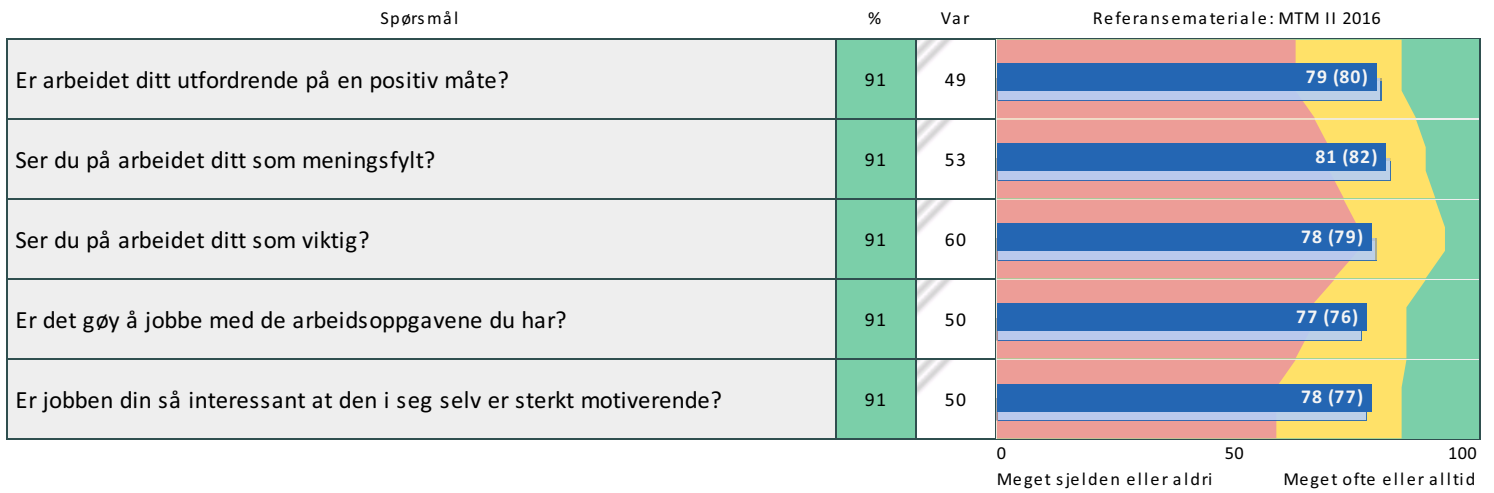 Spørsmål % Var Referansemateriale: MTM II 2016
Er arbeidet ditt utfordrende på en positiv måte? 91 49 79 (80)
Ser du på arbeidet ditt som meningsfylt? 91 53 81 (82)
Ser du på arbeidet ditt som viktig? 91 60 78 (79)
Er det gøy å jobbe med de arbeidsoppgavene du har? 91 50 77 (76)
Er jobben din så interessant at den i seg selv er sterkt motiverende? 91 50 78 (77)
0 50 100
Meget sjelden eller aldri Meget ofte eller alltid